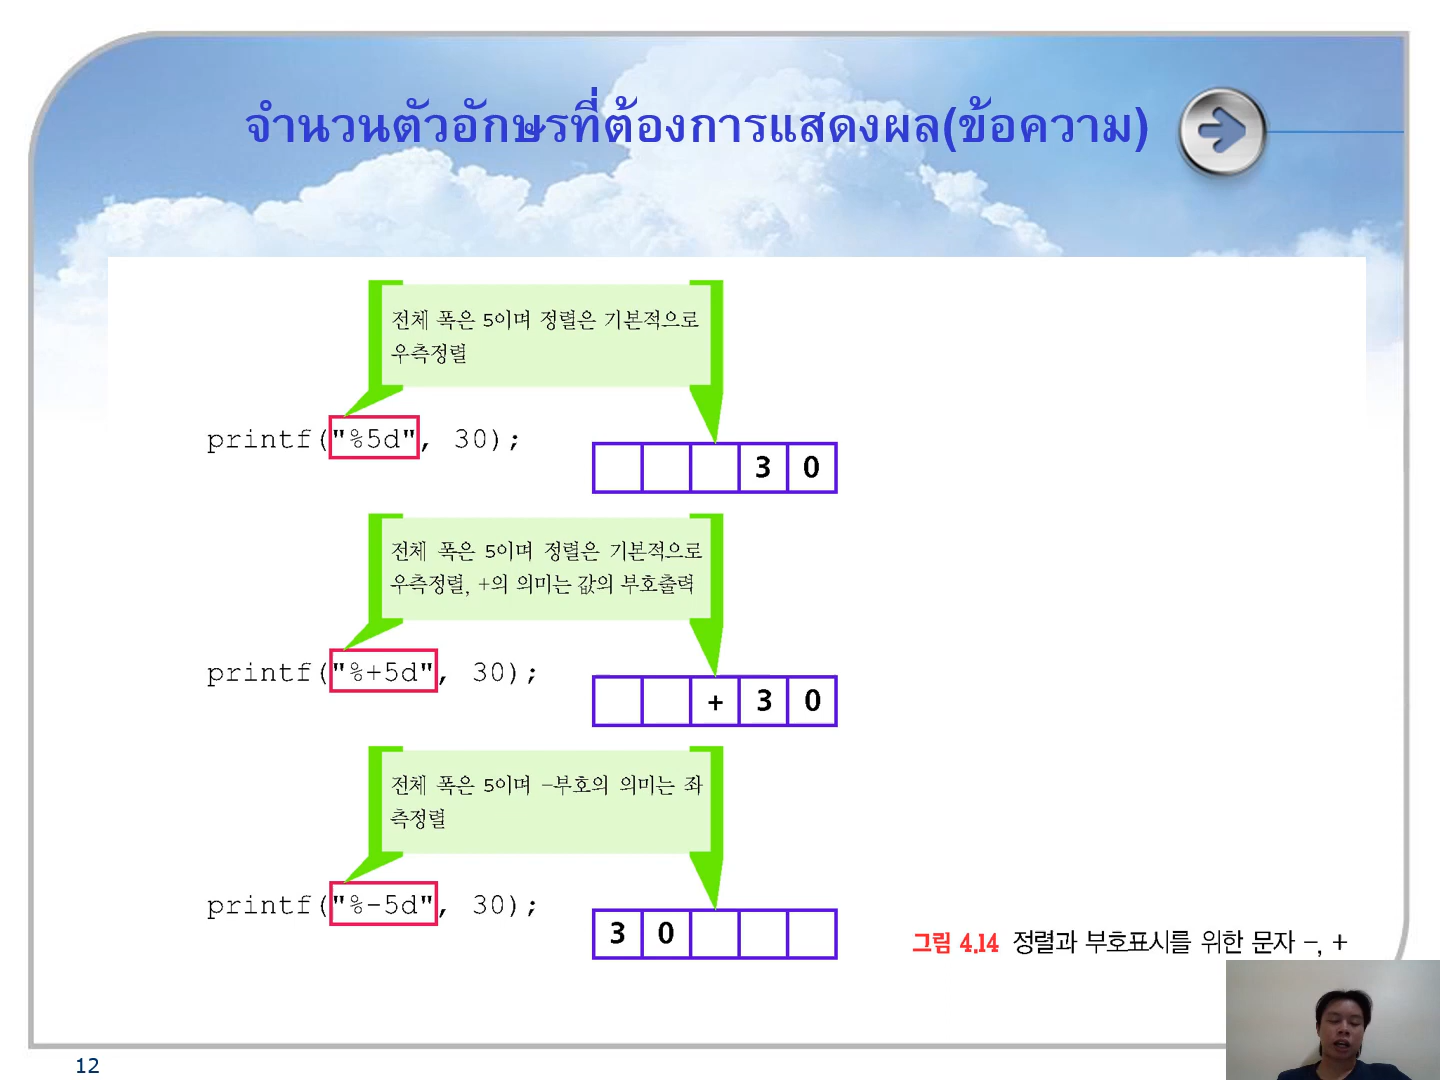 จำนวนตัวอักษรที่ต้องการแสดงผล(ข้อความ)
전체 폭은 5이며 정렬은 기본적으로
우측정렬
printf("%5d", 30);
3 0
전체 폭은 5이며 정렬은 기본적으로
우측정렬, +의 의미는 값의 부호출력
printf("%+5d", 30);
+ 3 0
전체 폭은 5이며 -부호의 의미는 좌
측정렬
printf("%-5d", 30);
3 0
그림 4.14 정렬과 부호표시를 위한 문자 -, +
12